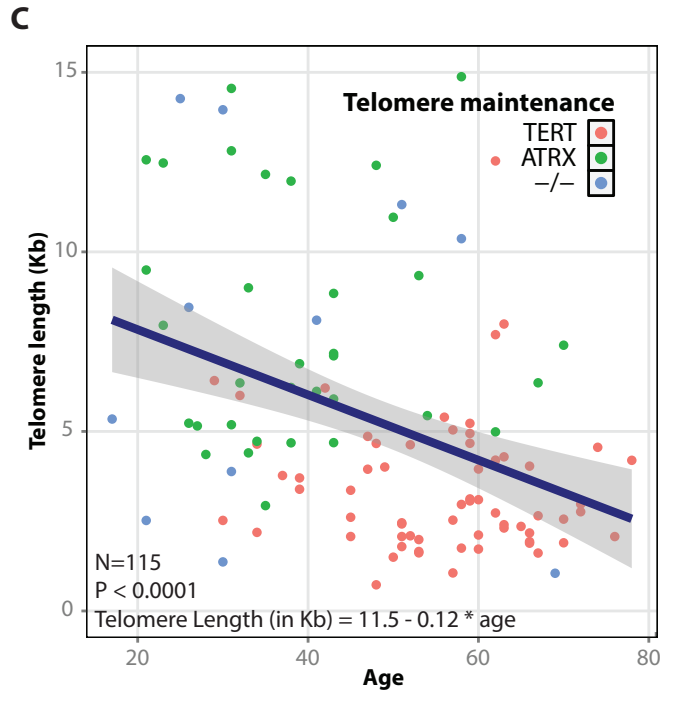 C
Telomere maintenance
TERT
ATRX
−/−
15
10
5
0
Telomere length (Kb)
N=115
P < 0.0001
Telomere Length (in Kb) = 11.5 - 0.12 * age
20 40 60 80
Age